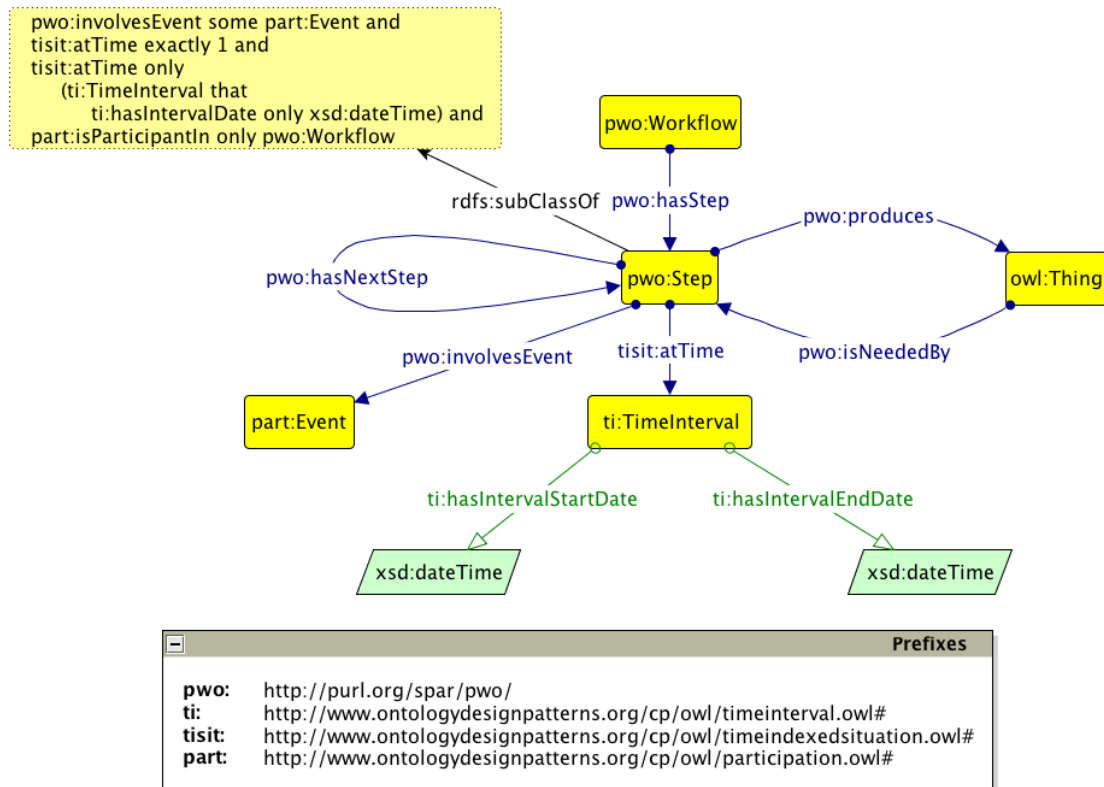 pwo:involvesEvent some part:Event and
tisit:atTime exactly 1 and
tisit:atTime only
(ti:TimeInterval that
ti:hasIntervalDate only xsd:dateTime) and
part:isParticipantIn only pwo:Workflow
pwo:Workflow
rdfs:subClassOf
pwo:hasStep
pwo:produces
pwo:hasNextStep
pwo:Step
owl:Thing
pwo:involvesEvent
tisit:atTime
pwo:isNeededBy
part:Event
ti:TimeInterval
ti:hasIntervalStartDate
ti:hasIntervalEndDate
xsd:dateTime
xsd:dateTime
Prefixes
pwo: http://purl.org/spar/pwo/
ti: http://www.ontologydesignpatterns.org/cp/owl/timeinterval.owl#
tisit: http://www.ontologydesignpatterns.org/cp/owl/timeindexedsituation.owl#
part: http://www.ontologydesignpatterns.org/cp/owl/participation.owl#